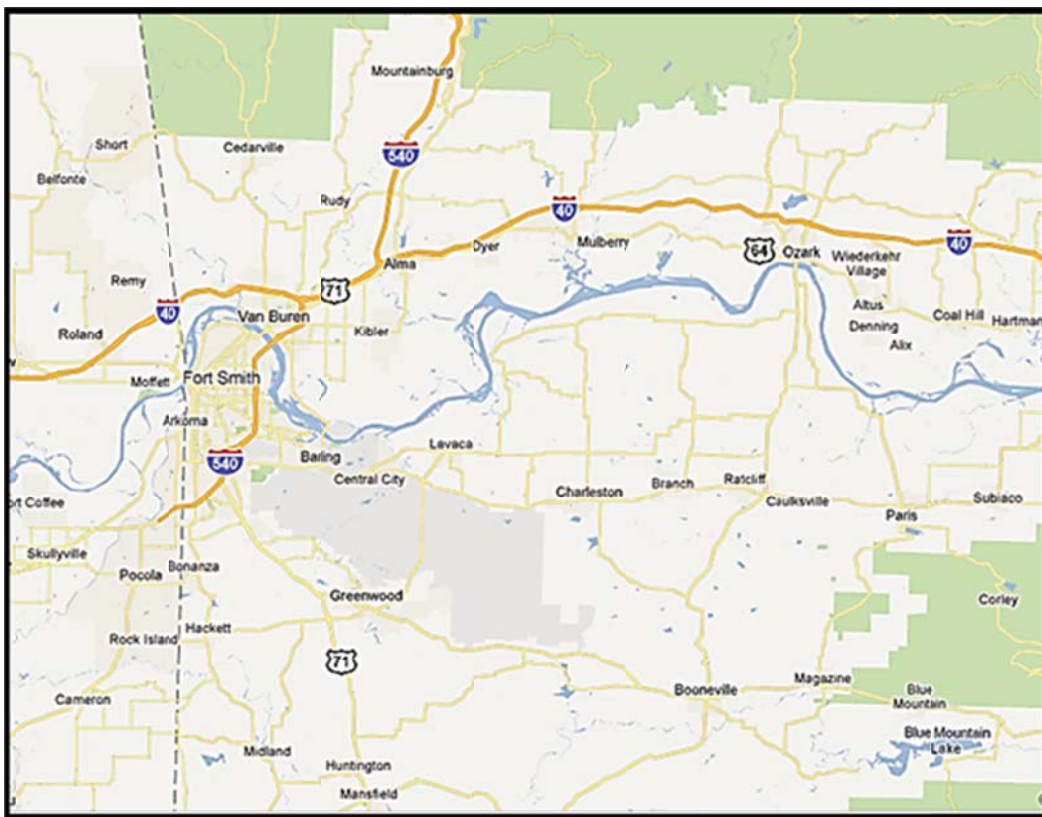 Mountainburg
Short
Cedarville
540
Belfonte
Rudy
40
Dyer
Mulberry
64
Ozark
40
Alma
Wiederkehr
Village
Remy
71
40
Van Buren
Altus
Coal Hill
Hartman
Roland
Kibler
Denning
Alix
Moffett
Fort Smith
Arkoma
Lavaca
540
Barling
Central City
Charleston
Branch
Ratcliff
Caulksville
Subiaco
ort Coffee
Paris
Skullyville
Pocola
Bonanza
Greenwood
Corley
Rock Island
Hackett
71
Cameron
Booneville
Magazine
Blue
Mountain
Midland
Blue Mountain
Lake
Huntington
Mansfield